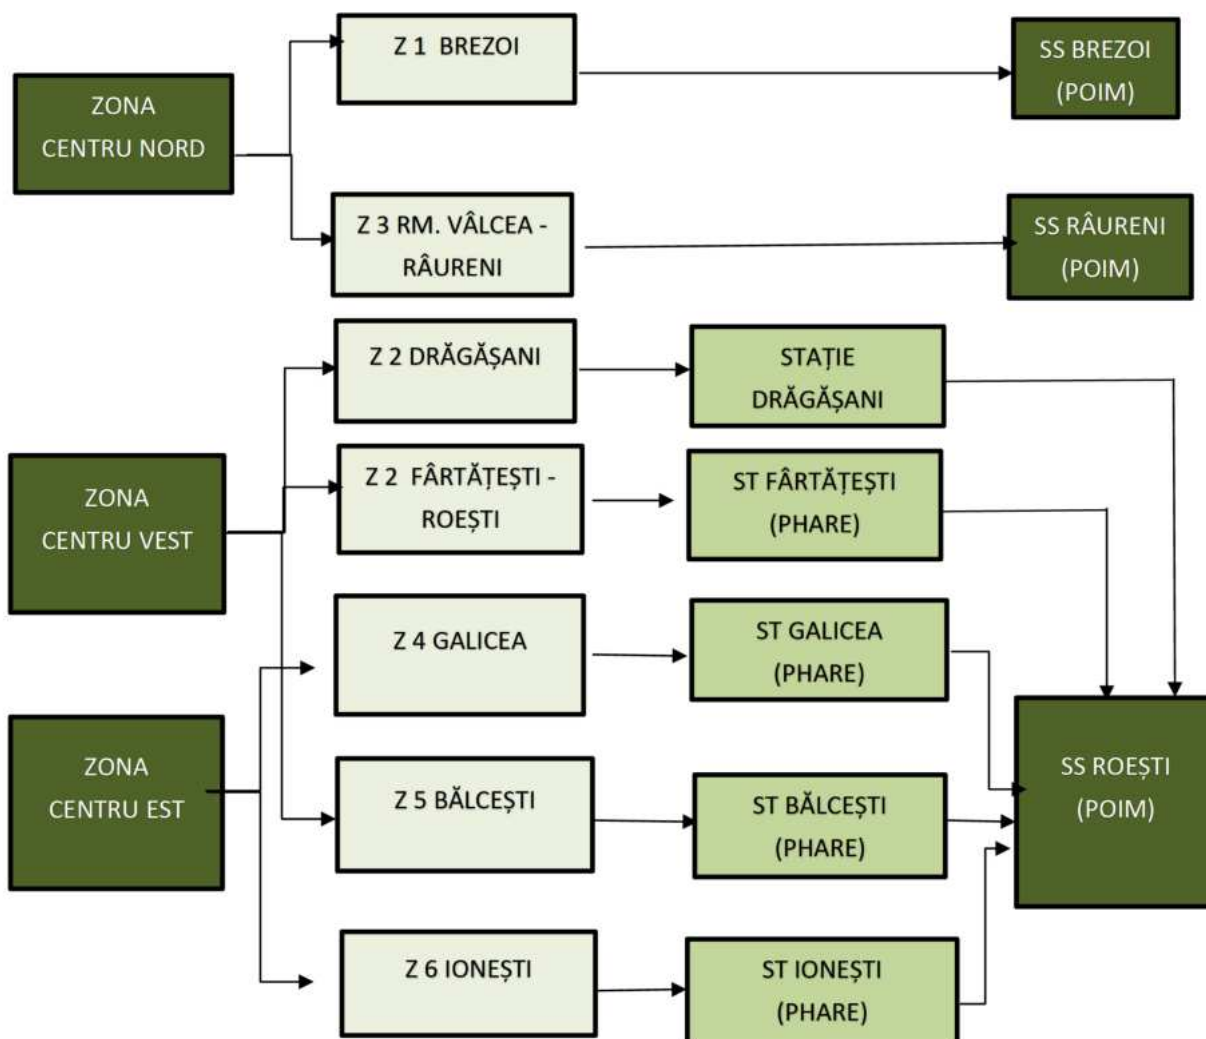 Z 1 BREZOI
SS BREZOI
(POIM)
ZONA
CENTRU NORD
Z 3 RM. VÂLCEA -
RÂURENI
SS RÂURENI
(POIM)
Z 2 DRĂGĂȘANI
STAȚIE
DRĂGĂȘANI
ZONA
CENTRU VEST
Z 2 FÂRTĂȚEȘTI -
ROEȘTI
ST FÂRTĂȚEȘTI
(PHARE)
Z 4 GALICEA
ST GALICEA
(PHARE)
ZONA
CENTRU EST
Z 5 BĂLCEȘTI
ST BĂLCEȘTI
(PHARE)
SS ROEȘTI
(POIM)
Z 6 IONEȘTI
ST IONEȘTI
(PHARE)